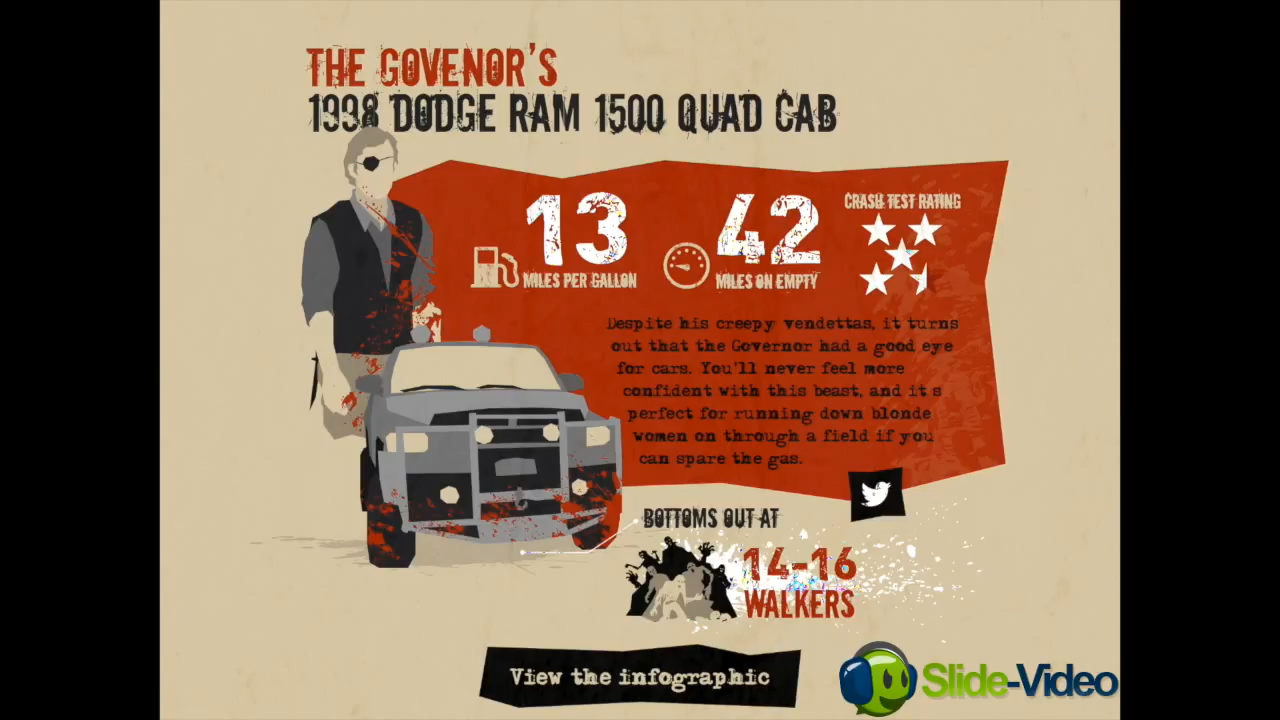 THE GOVENOR'S
1998 DODGE RAM 1500 QUAD CAB
13
MILES PER GALLON
42
MILES ON EMPTY
CRASH TEST RATING
Despite his creepy vendettas, it turns
out that the Governor had a good eye
for cars. You'll never feel more
confident with this beast, and it's
perfect for running down blonde
women on through a field if you
can spare the gas.
BOTTOMS OUT AT
14-16
WALKERS
View the infographic
Slide-Video